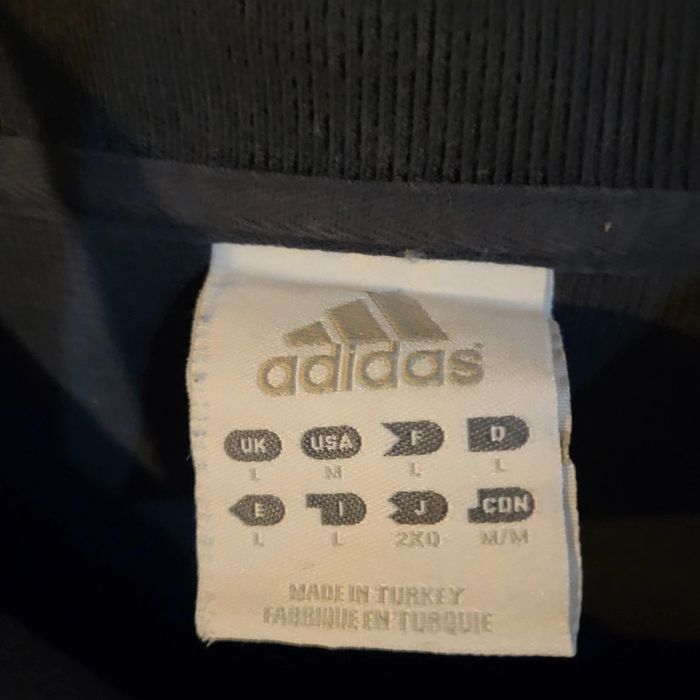 adidas
UK USA F D
L M L L
E I J CDN
L L 2XO M/M
MADE IN TURKEY
FABRIQUE EN TURQUIE